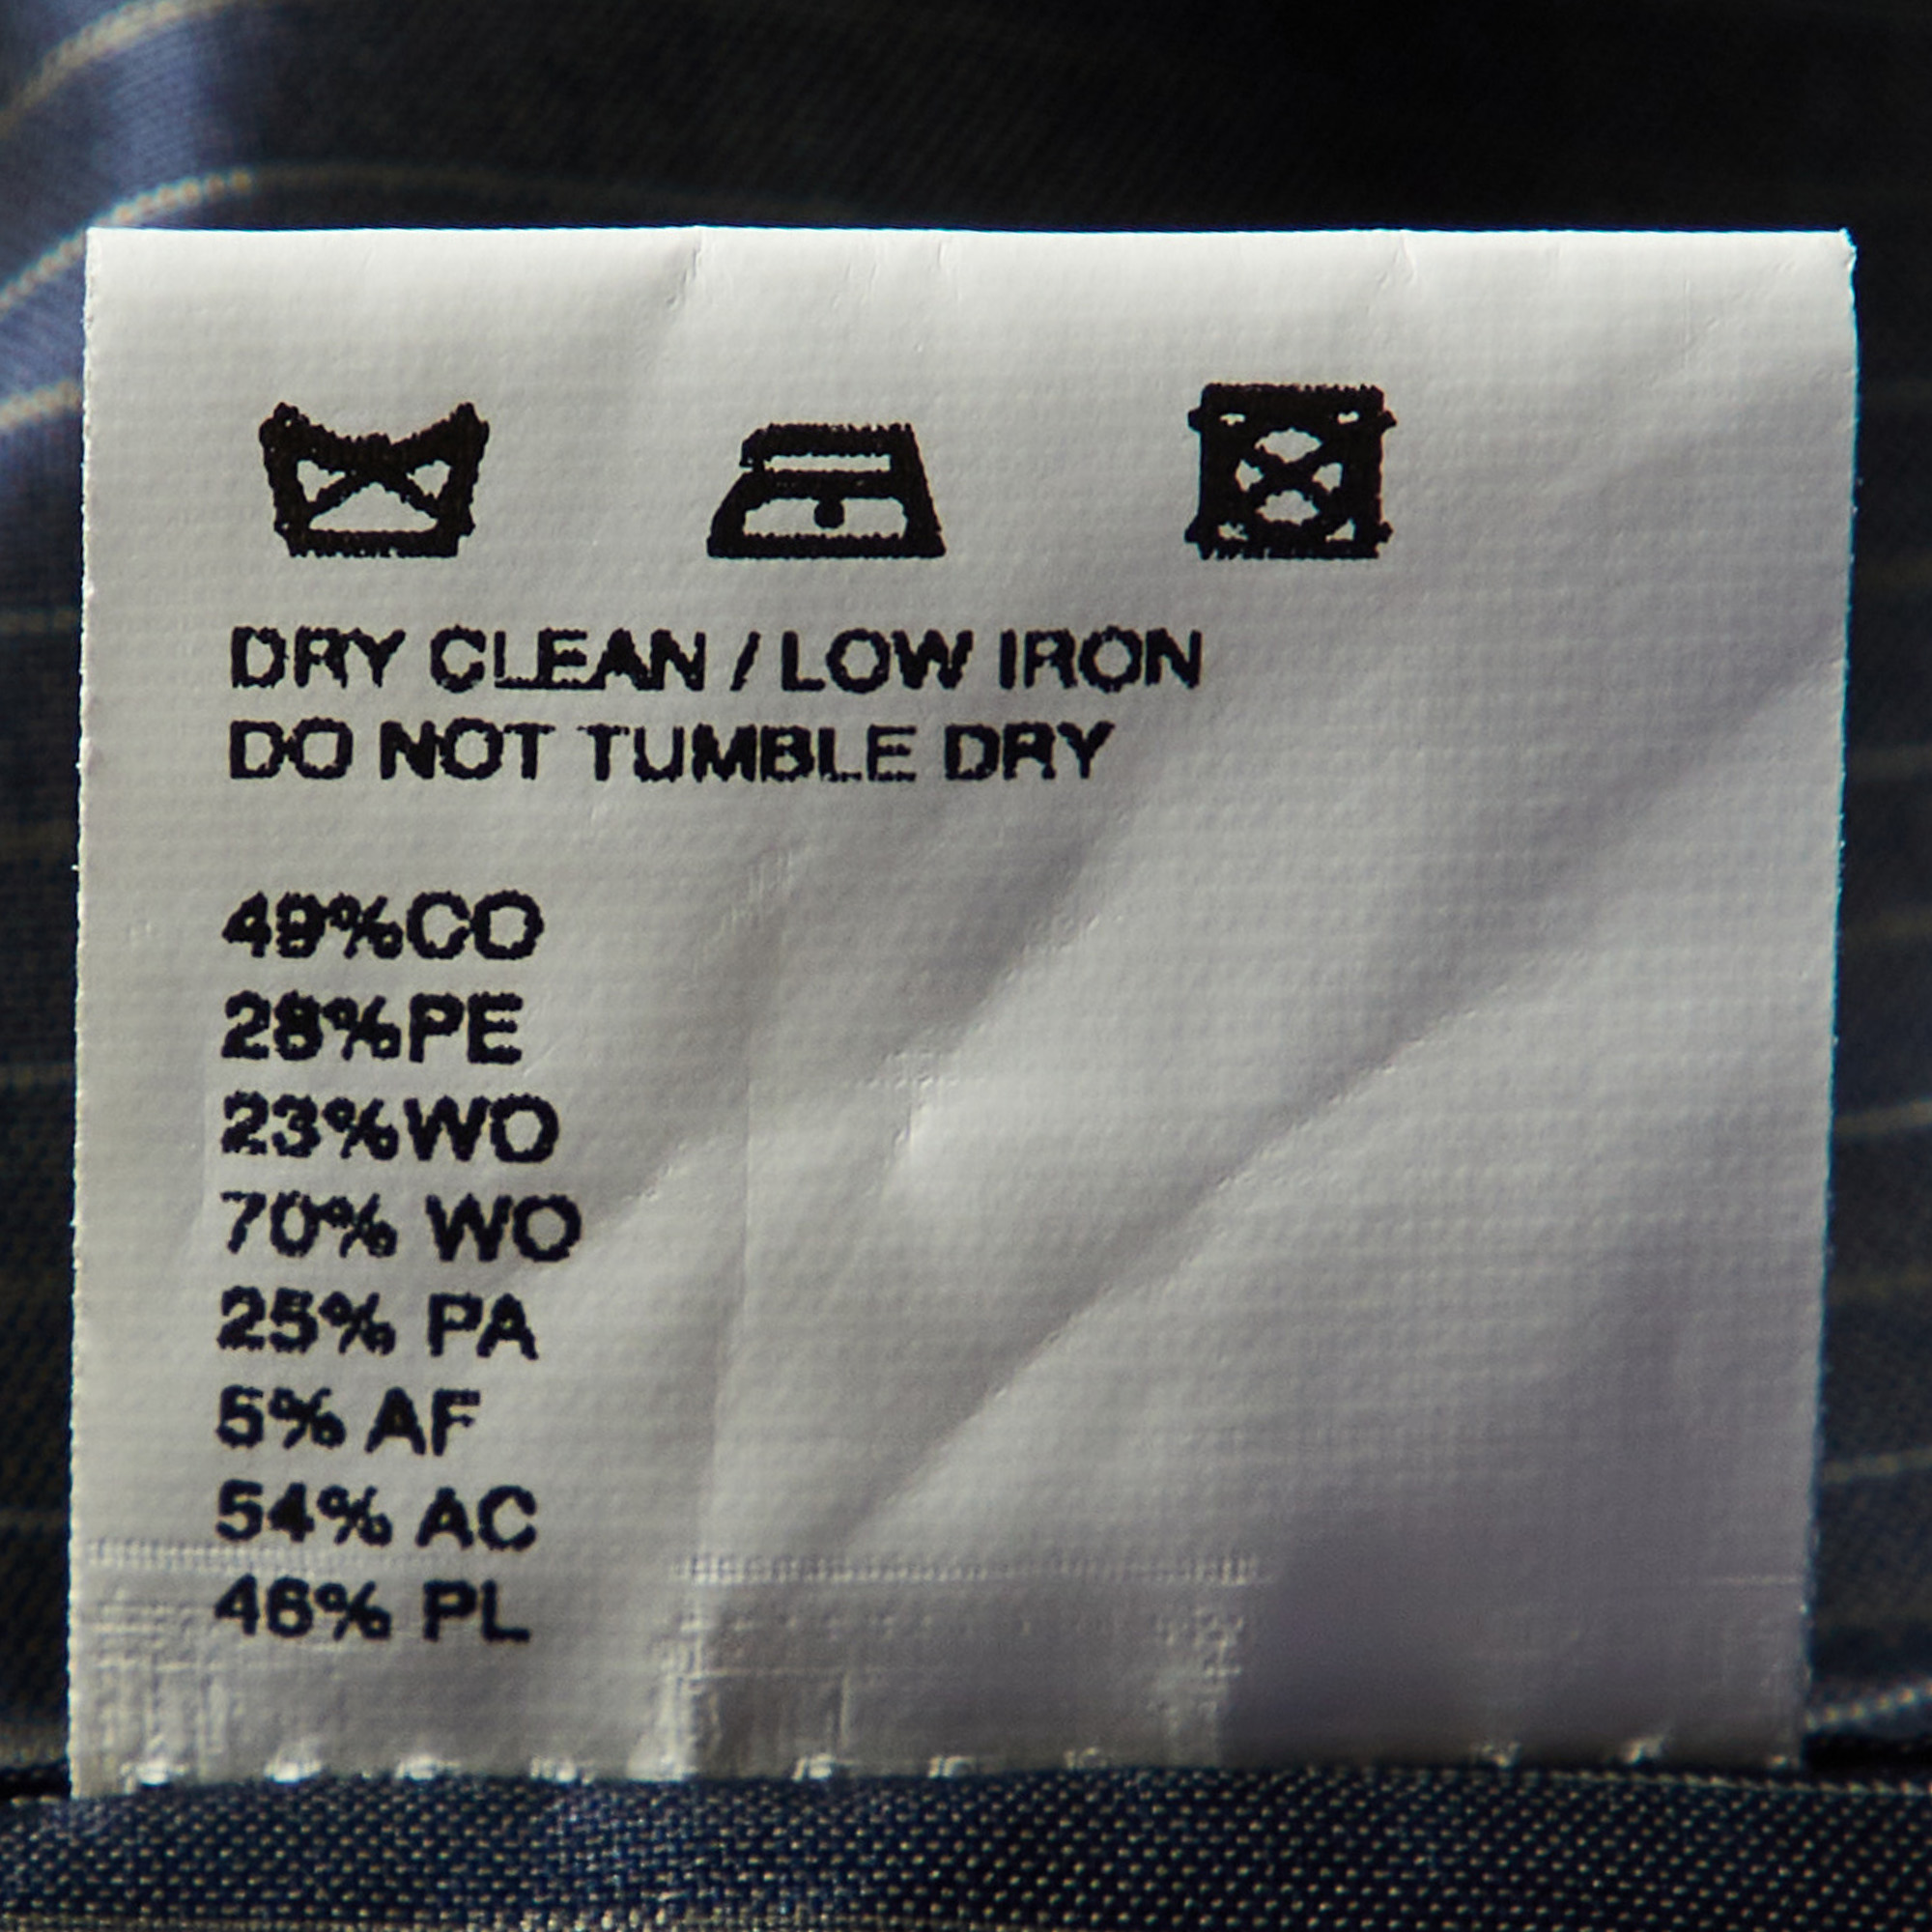 DRY CLEAN / LOW IRON
DO NOT TUMBLE DRY
49%CO
28%PE
23%WO
70% WO
25% PA
5% AF
54% AC
46% PL